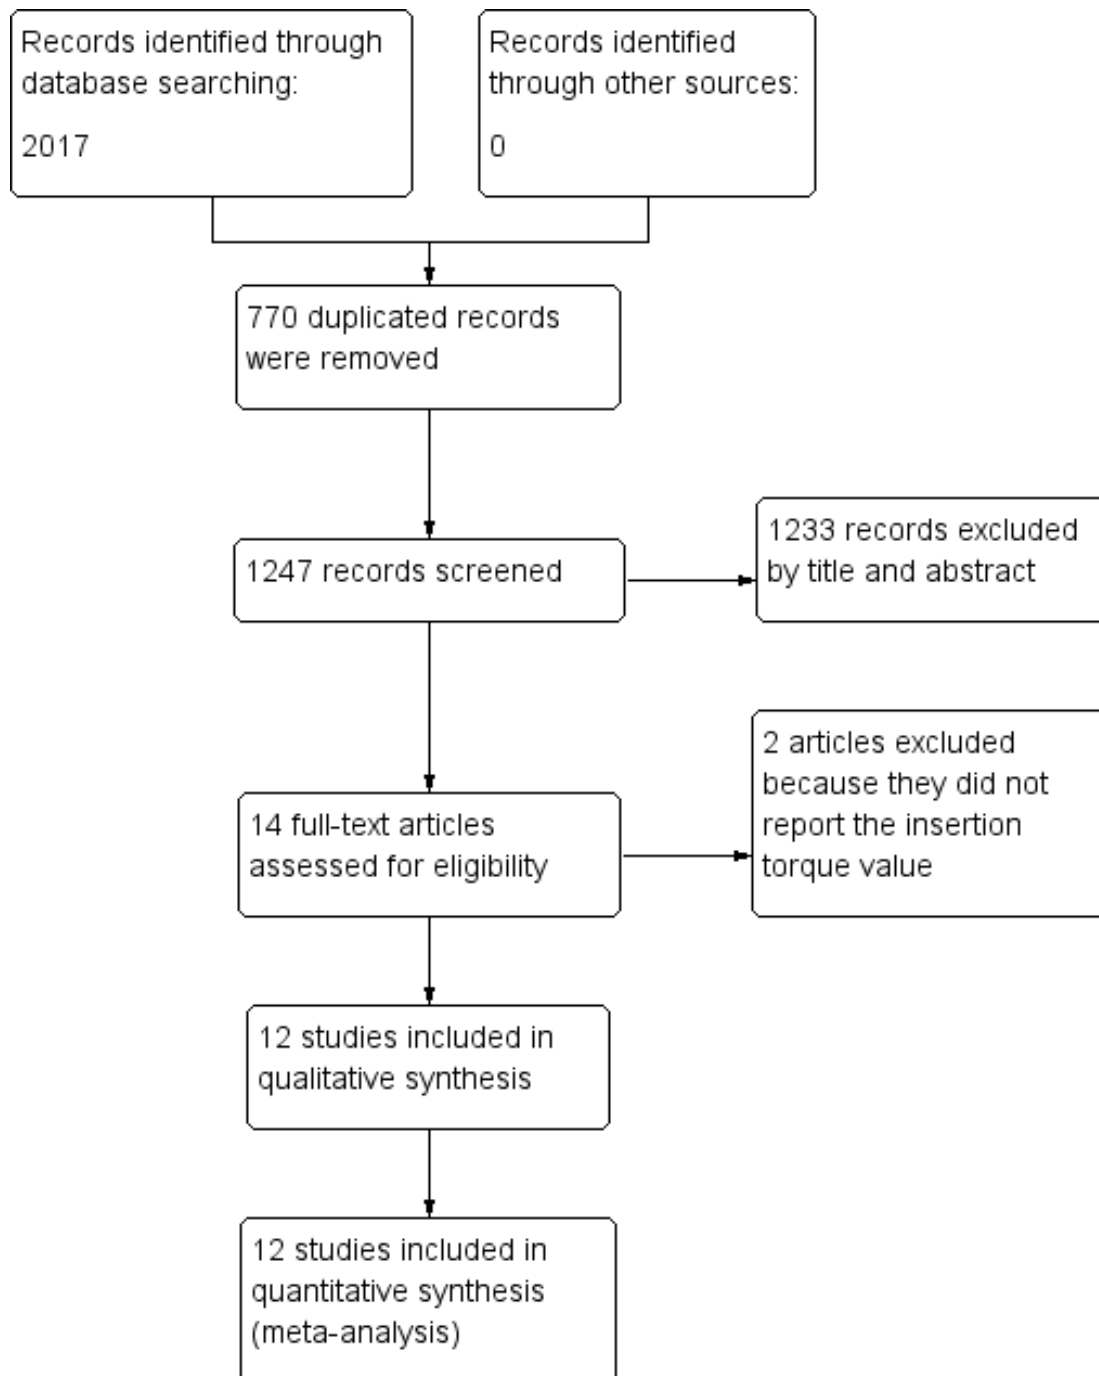 Records identified through
database searching:
2017
Records identified
through other sources:
0
770 duplicated records
were removed
1247 records screened
1233 records excluded
by title and abstract
14 full-text articles
assessed for eligibility
2 articles excluded
because they did not
report the insertion
torque value
12 studies included in
qualitative synthesis
12 studies included in
quantitative synthesis
(meta-analysis)